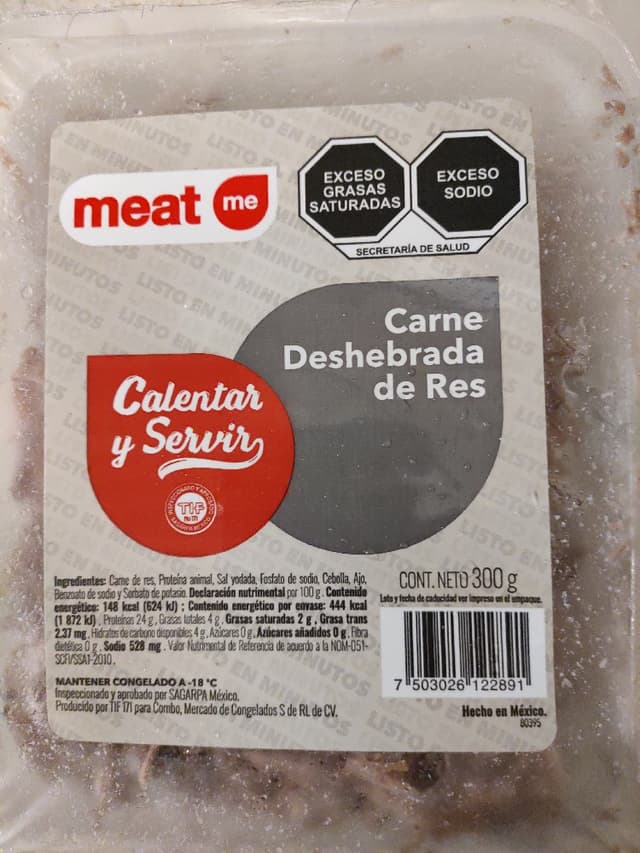 meat me
EXCESO
GRASAS
SATURADAS
EXCESO
SODIO
SECRETARÍA DE SALUD
Carne
Deshebrada
de Res
Calentar
y Servir
TIF
LISTO EN MINUTOS
Ingredientes: Carne de res, Proteína animal, Sal yodada, Fosfato de sodio, Cebolla, Ajo,
Benzoato de sodio y Sorbato de potasio. Declaración nutrimental por 100 g. Contenido
energético: 148 kcal (624 kJ) ; Contenido energético por envase: 444 kcal
(1 872 kJ) , Proteínas 24 g , Grasas totales 4 g , Grasas saturadas 2 g , Grasa trans
2.37 mg , Hidratos de carbono disponibles 4 g , Azúcares 0 g , Azúcares añadidos 0 g , Fibra
dietética 0 g , Sodio 528 mg . Valor Nutrimental de Referencia de acuerdo a la NOM-051-
SCFI/SSA1-2010.
MANTENER CONGELADO A -18 °C
Inspeccionado y aprobado por SAGARPA México.
Producido por TIF 171 para Combo, Mercado de Congelados S de RL de CV.
CONT. NETO 300 g
Lote y fecha de caducidad ver impreso en el empaque.
7 503026 122891
Hecho en México.
80395